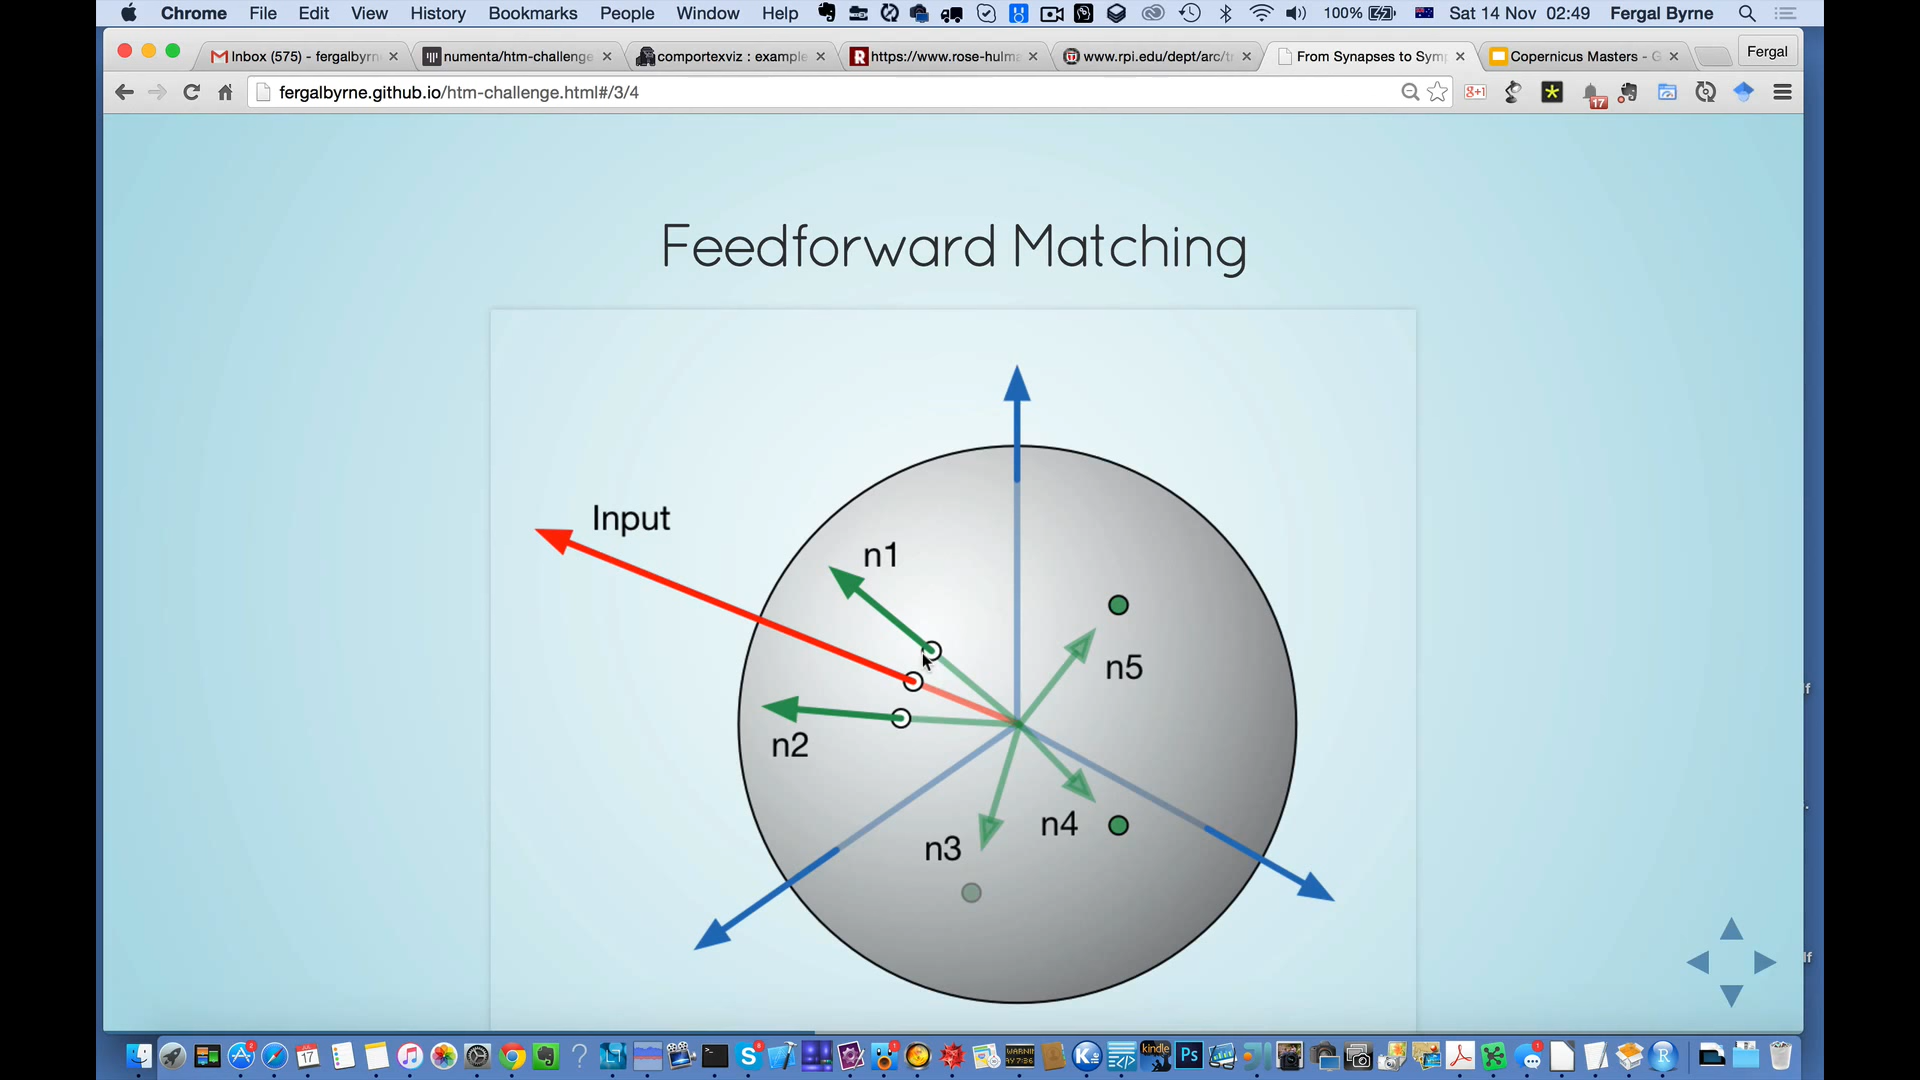 Chrome File Edit View History Bookmarks People Window Help 100% Sat 14 Nov 02:49 Fergal Byrne
Inbox (575) - fergalbyrn numenta/htm-challenge comportexviz : example https://www.rose-hulma www.rpi.edu/dept/arc/tr From Synapses to Sym Copernicus Masters - G Fergal
fergalbyrne.github.io/htm-challenge.html#/3/4
Feedforward Matching
Input
n1
n5
n2
n4
n3